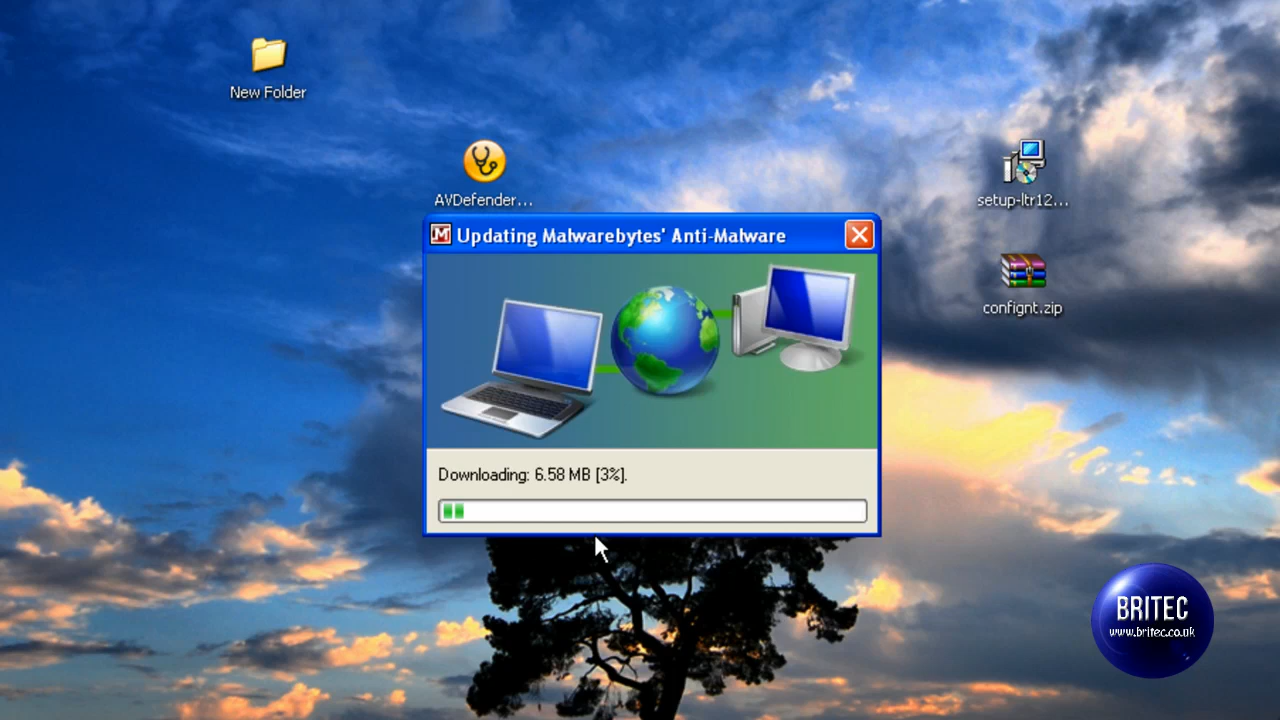 New Folder
AVDefender...
setup-ltr12...
Updating Malwarebytes' Anti-Malware
confignt.zip
Downloading: 6.58 MB [3%].
BRITEC
www.britec.co.uk